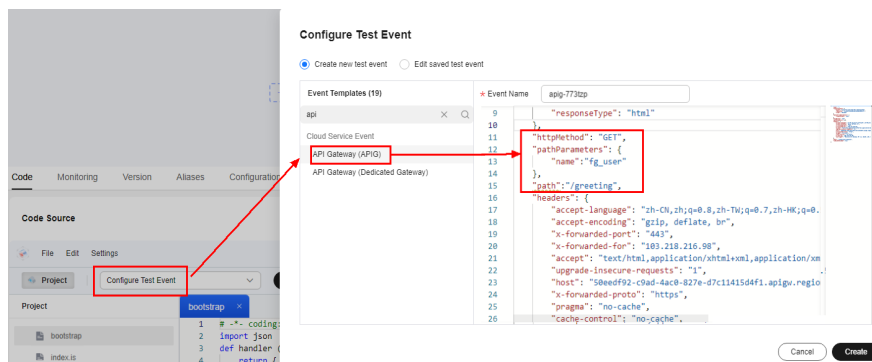 Configure Test Event
Create new test event
Edit saved test event
Event Templates (19)
* Event Name
apig-773tzp
api
Cloud Service Event
API Gateway (APIG)
API Gateway (Dedicated Gateway)
9 "responseType": "html"
10 },
11 "httpMethod": "GET",
12 "pathParameters": {
13 "name":"fg_user"
14 },
15 "path":"/greeting",
16 "headers": {
17 "accept-language": "zh-CN,zh;q=0.8,zh-TW;q=0.7,zh-HK;q=0.
18 "accept-encoding": "gzip, deflate, br",
19 "x-forwarded-port": "443",
20 "x-forwarded-for": "103.218.216.98",
21 "accept": "text/html,application/xhtml+xml,application/xm
22 "upgrade-insecure-requests": "1",
23 "host": "50eedf92-c9ad-4ac0-827e-d7c11415d4f1.apigw.regio
24 "x-forwarded-proto": "https",
25 "pragma": "no-cache",
26 "cache-control": "no-cache",
Cancel
Create
Code
Monitoring
Version
Aliases
Configuration
Code Source
File
Edit
Settings
Project
Configure Test Event
Project
bootstrap ×
bootstrap
index.js
1 # -*- coding:
2 import json
3 def handler (
4 return {